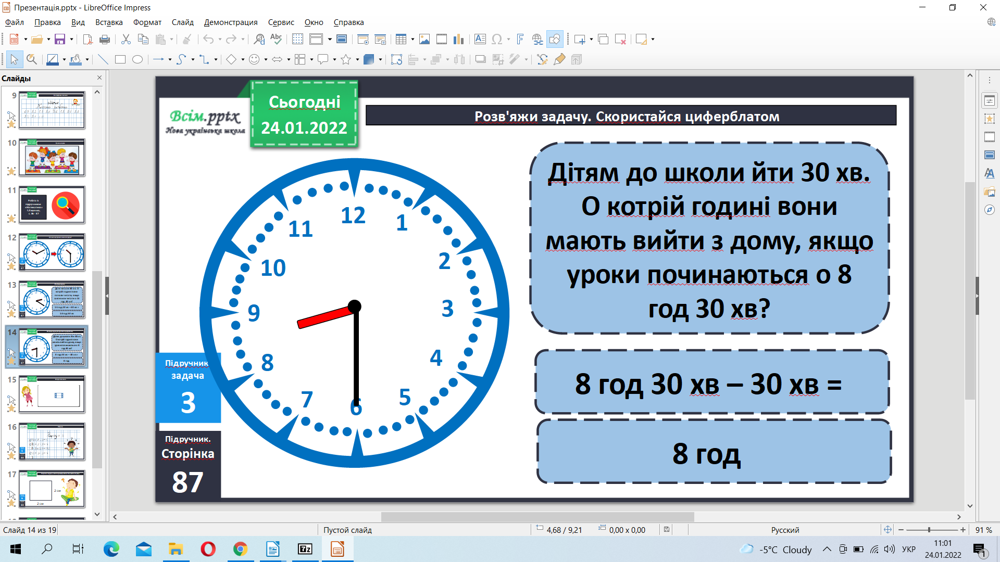 Презентація.pptx - LibreOffice Impress
Файл Правка Вид Вставка Формат Слайд Демонстрация Сервис Окно Справка
Слайды
9
10
11
12
13
14
15
16
17
Сьогодні
24.01.2022
Всім.pptx
Нова українська школа
Розв'яжи задачу. Скористайся циферблатом
12
1
2
3
4
5
6
7
8
9
10
11
Дітям до школи йти 30 хв.
О котрій годині вони
мають вийти з дому, якщо
уроки починаються о 8
год 30 хв?
8 год 30 хв – 30 хв =
8 год
Підручник.
задача
3
Підручник.
Сторінка
87
Слайд 14 из 19
Пустой слайд
4,68 / 9,21
0,00 x 0,00
Русский
91 %
-5°C Cloudy
УКР
11:01
24.01.2022
1